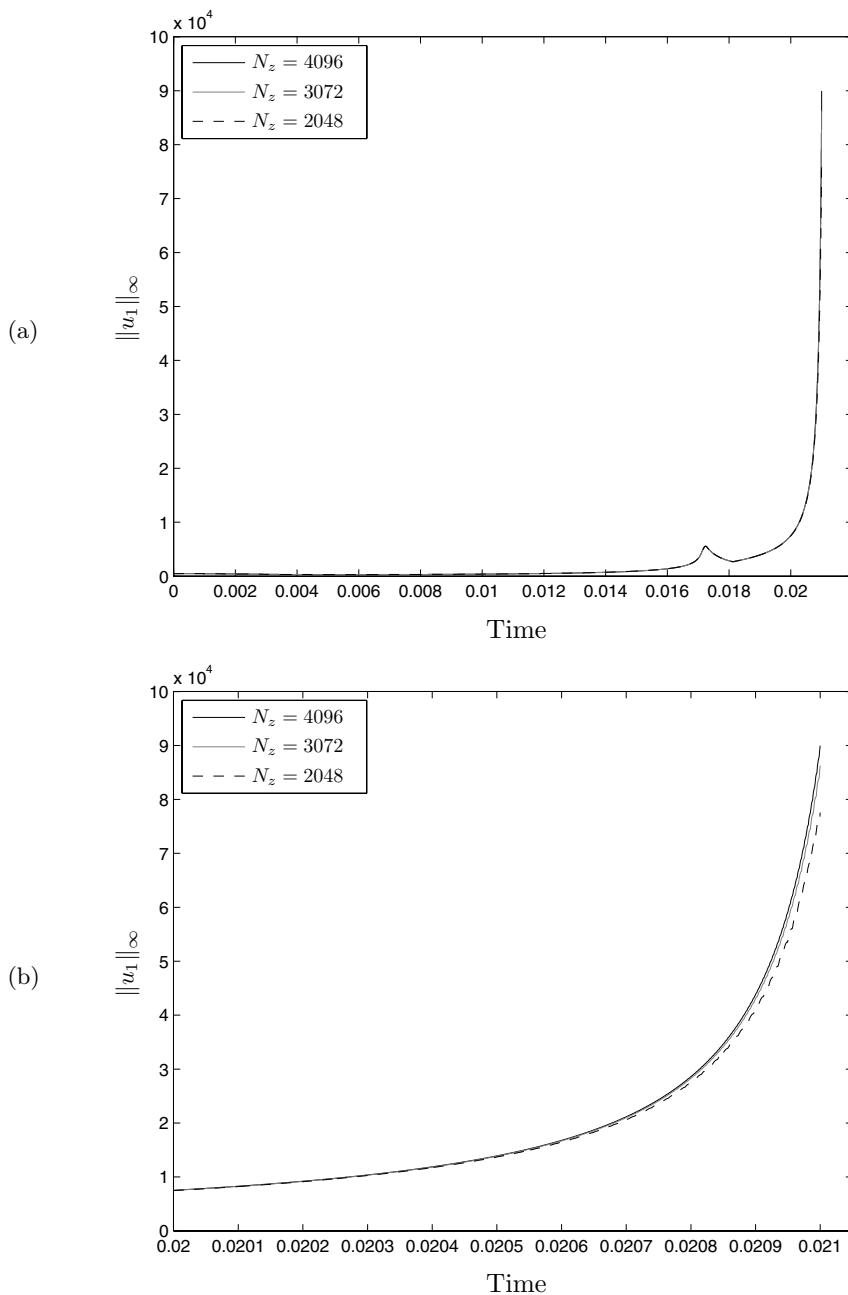 (a)
x 10^4
10
9
8
7
6
5
4
3
2
1
0
‖u_1‖_∞
N_z = 4096
N_z = 3072
N_z = 2048
0 0.002 0.004 0.006 0.008 0.01 0.012 0.014 0.016 0.018 0.02
Time
(b)
x 10^4
10
9
8
7
6
5
4
3
2
1
0
‖u_1‖_∞
N_z = 4096
N_z = 3072
N_z = 2048
0.02 0.0201 0.0202 0.0203 0.0204 0.0205 0.0206 0.0207 0.0208 0.0209 0.021
Time